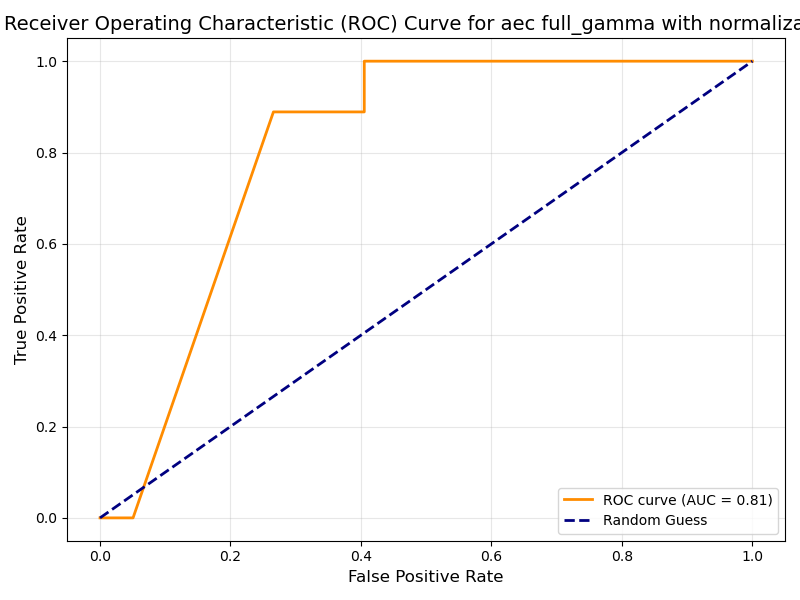 Receiver Operating Characteristic (ROC) Curve for aec full_gamma with
True Positive Rate
1.0
0.8
0.6
0.4
0.2
0.0
0.0 0.2 0.4 0.6 0.8 1.0
False Positive Rate
ROC curve (AUC = 0.81)
Random Guess